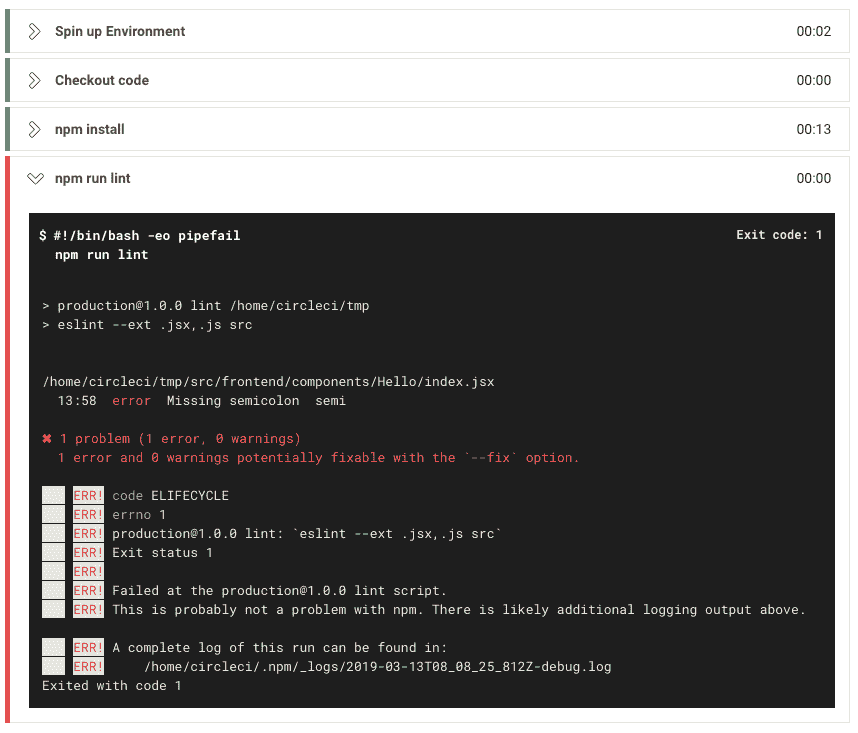 Spin up Environment 00:02
Checkout code 00:00
npm install 00:13
npm run lint 00:00
$ #!/bin/bash -eo pipefail Exit code: 1
npm run lint
> production@1.0.0 lint /home/circleci/tmp
> eslint --ext .jsx,.js src
/home/circleci/tmp/src/frontend/components/Hello/index.jsx
13:58 error Missing semicolon semi
✖ 1 problem (1 error, 0 warnings)
1 error and 0 warnings potentially fixable with the `--fix` option.
ERR! code ELIFECYCLE
ERR! errno 1
ERR! production@1.0.0 lint: `eslint --ext .jsx,.js src`
ERR! Exit status 1
ERR!
ERR! Failed at the production@1.0.0 lint script.
ERR! This is probably not a problem with npm. There is likely additional logging output above.
ERR! A complete log of this run can be found in:
ERR! /home/circleci/.npm/_logs/2019-03-13T08_08_25_812Z-debug.log
Exited with code 1